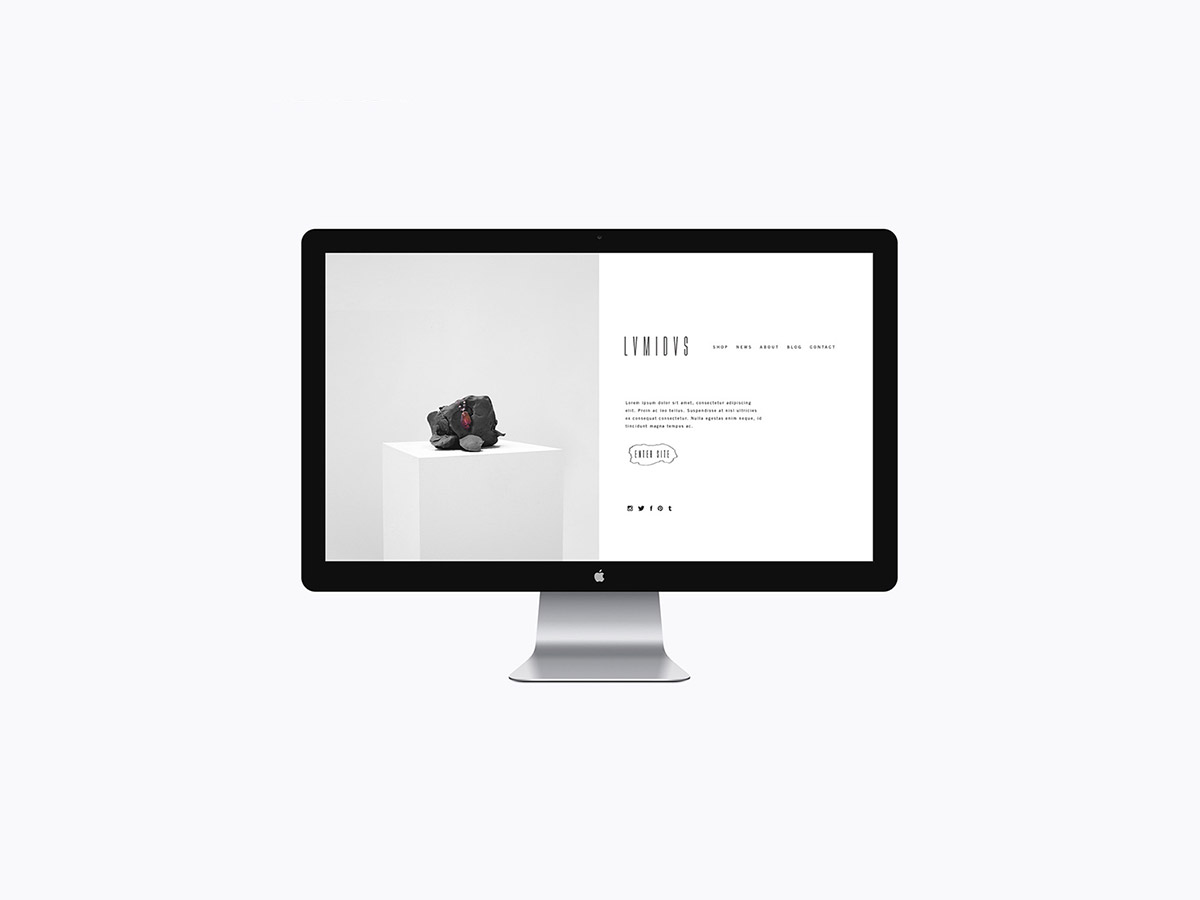 LVMIDVS
SHOP NEWS ABOUT BLOG CONTACT
Lorem ipsum dolor sit amet, consectetur adipiscing
elit. Proin ac leo tellus. Suspendrse at nisl ultricies
ex consequat consectetur. Nulla egestas enim neque, id
tincidunt magna tempus ac.
ENTER SITE